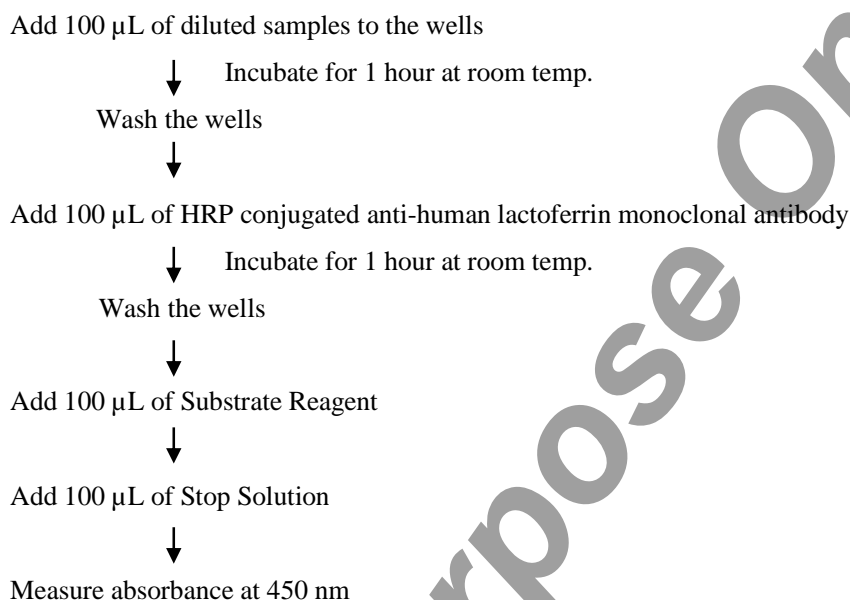 Add 100 µL of diluted samples to the wells
Incubate for 1 hour at room temp.
Wash the wells
Add 100 µL of HRP conjugated anti-human lactoferrin monoclonal antibody
Incubate for 1 hour at room temp.
Wash the wells
Add 100 µL of Substrate Reagent
Add 100 µL of Stop Solution
Measure absorbance at 450 nm